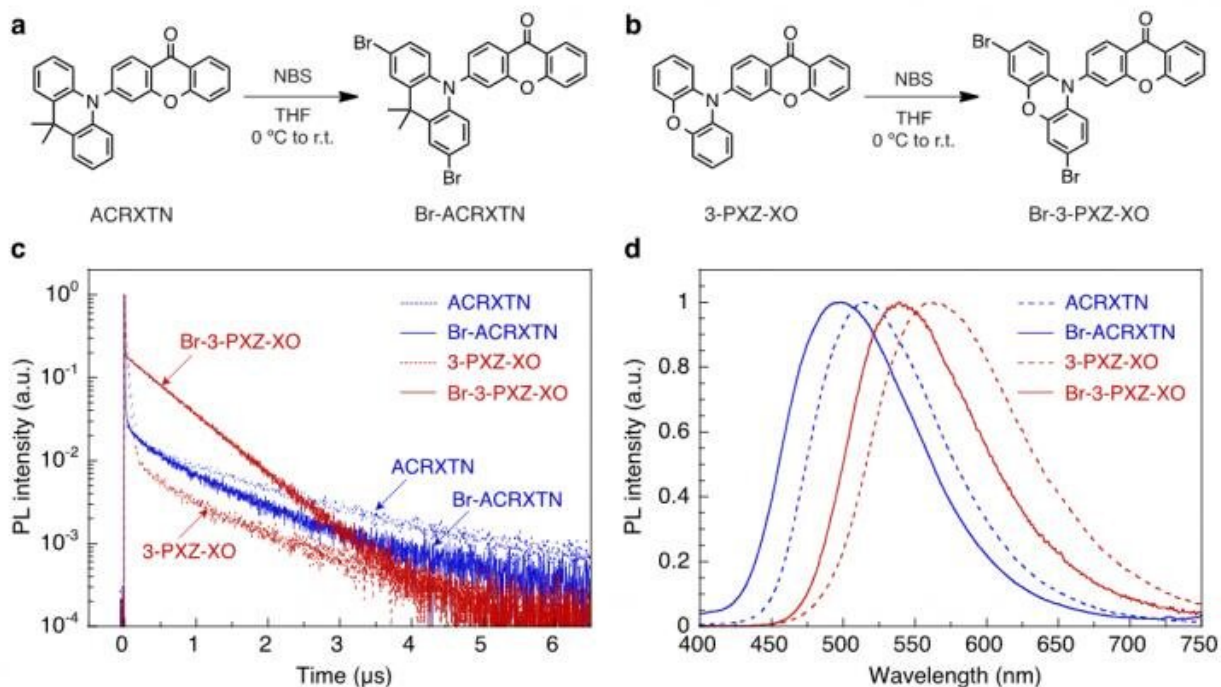 a
O
N
O
ACRXTN
NBS
THF
0 ºC to r.t.
Br
O
N
O
Br
Br-ACRXTN
b
O
N
O
O
3-PXZ-XO
NBS
THF
0 ºC to r.t.
Br
O
N
O
O
Br
Br-3-PXZ-XO
c
PL intensity (a.u.)
10⁰
10⁻¹
10⁻²
10⁻³
10⁻⁴
ACRXTN
Br-ACRXTN
3-PXZ-XO
Br-3-PXZ-XO
Br-3-PXZ-XO
ACRXTN
Br-ACRXTN
3-PXZ-XO
0 1 2 3 4 5 6
Time (µs)
d
PL intensity (a.u.)
1
0.8
0.6
0.4
0.2
0
ACRXTN
Br-ACRXTN
3-PXZ-XO
Br-3-PXZ-XO
400 450 500 550 600 650 700 750
Wavelength (nm)